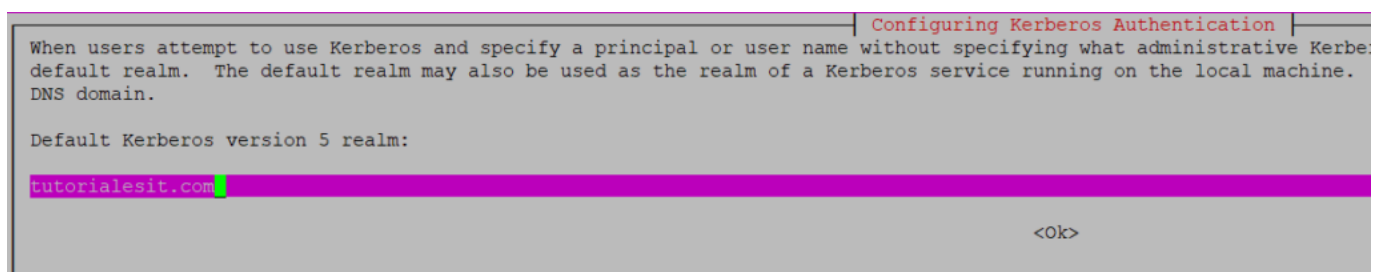 Configuring Kerberos Authentication
When users attempt to use Kerberos and specify a principal or user name without specifying what administrative
default realm. The default realm may also be used as the realm of a Kerberos service running on the local machine.
DNS domain.
Default Kerberos version 5 realm:
tutorialesit.com
<Ok>